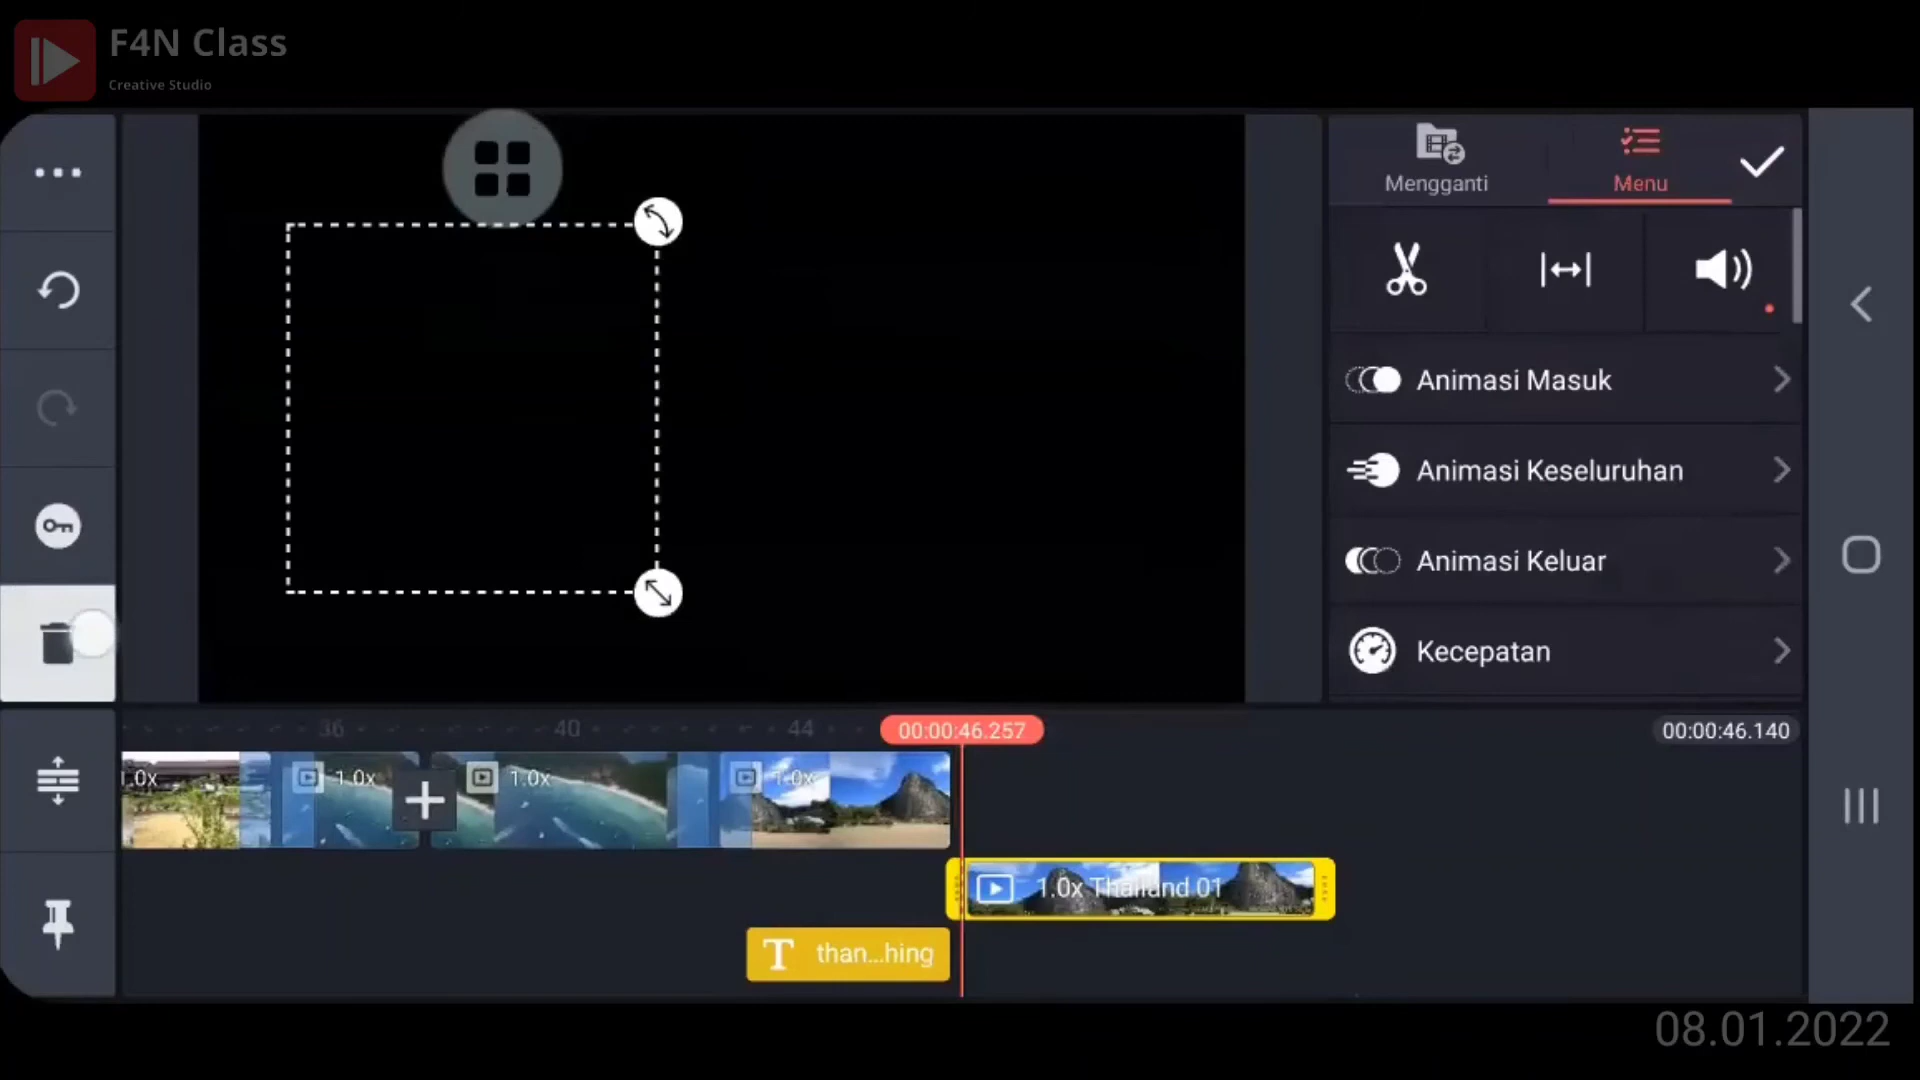 F4N Class
Creative Studio
Mengganti
Menu
Animasi Masuk
Animasi Keseluruhan
Animasi Keluar
Kecepatan
36
40
44
00:00:46.257
00:00:46.140
1.0x
1.0x
1.0x
1.0x
1.0x Thailand 01
T than...hing
08.01.2022